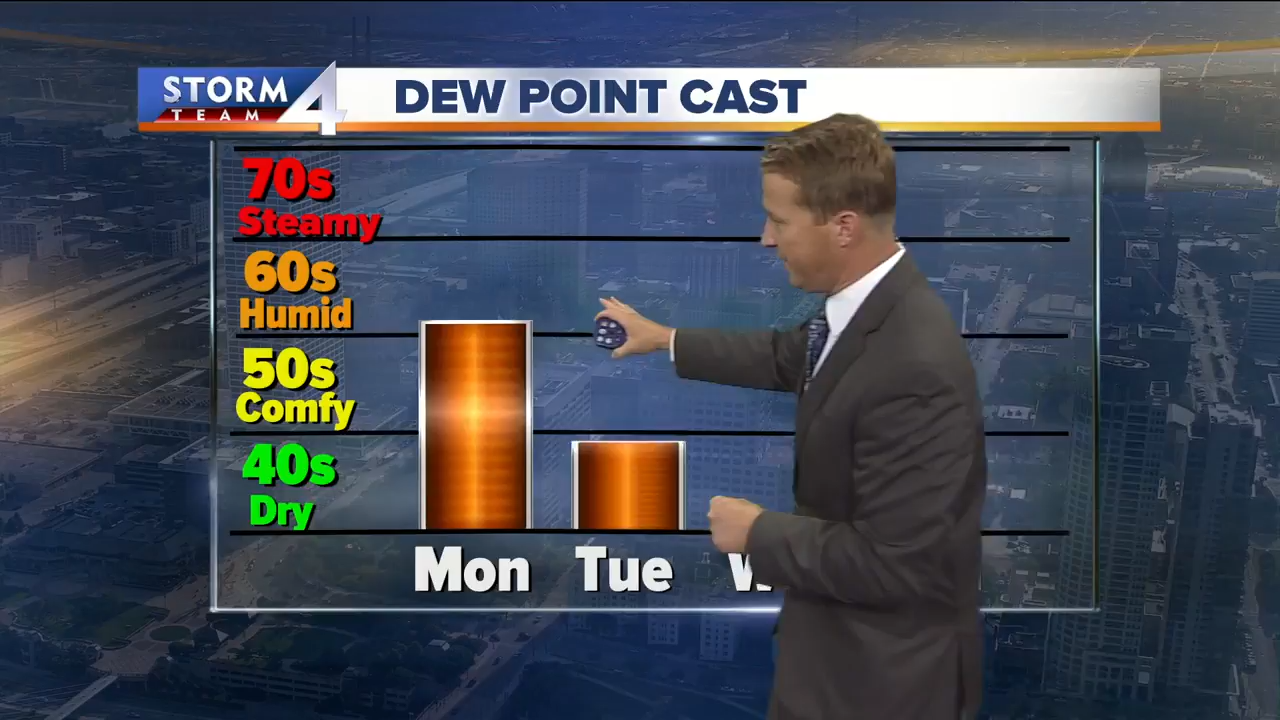 STORM
TEAM
4
DEW POINT CAST
70s
Steamy
60s
Humid
50s
Comfy
40s
Dry
Mon Tue